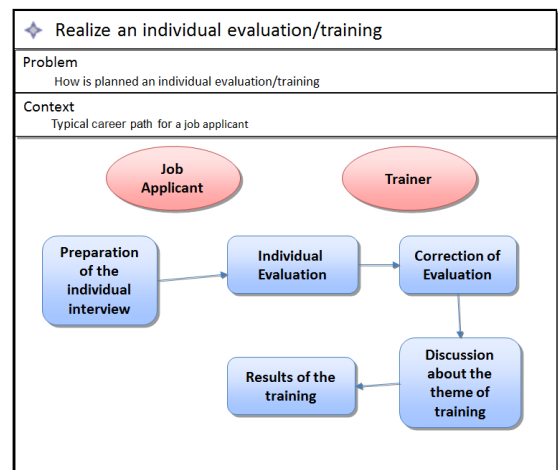 Realize an individual evaluation/training
Problem
How is planned an individual evaluation/training
Context
Typical career path for a job applicant
Job
Applicant
Trainer
Preparation
of the
individual
interview
Individual
Evaluation
Correction of
Evaluation
Results of the
training
Discussion
about the
theme of
training